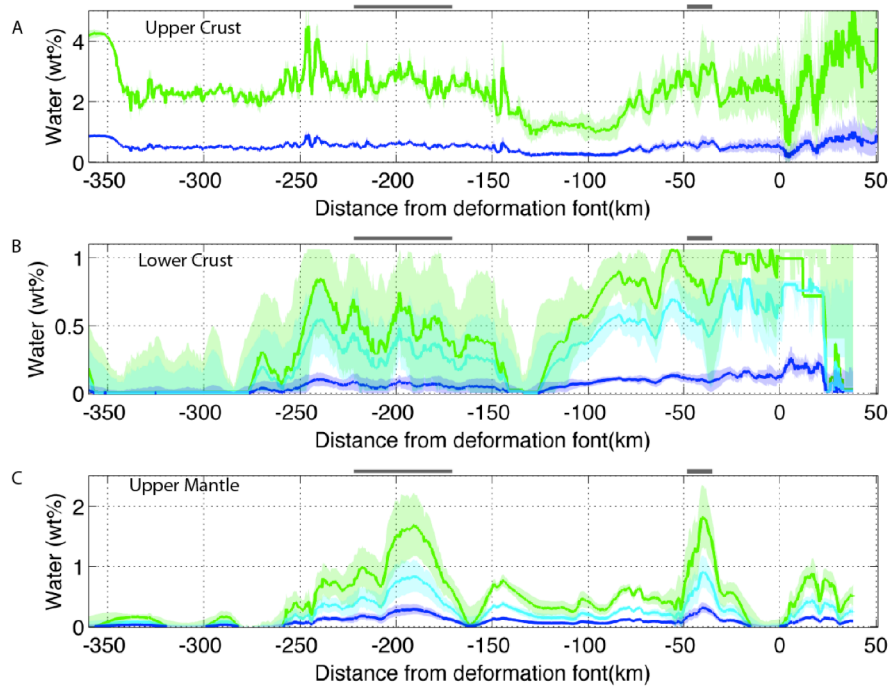 A
Upper Crust
Water (wt%)
4
2
0
-350 -300 -250 -200 -150 -100 -50 0 50
Distance from deformation font(km)
B
Lower Crust
Water (wt%)
1
0.5
0
-350 -300 -250 -200 -150 -100 -50 0 50
Distance from deformation font(km)
C
Upper Mantle
Water (wt%)
2
1
0
-350 -300 -250 -200 -150 -100 -50 0 50
Distance from deformation font(km)